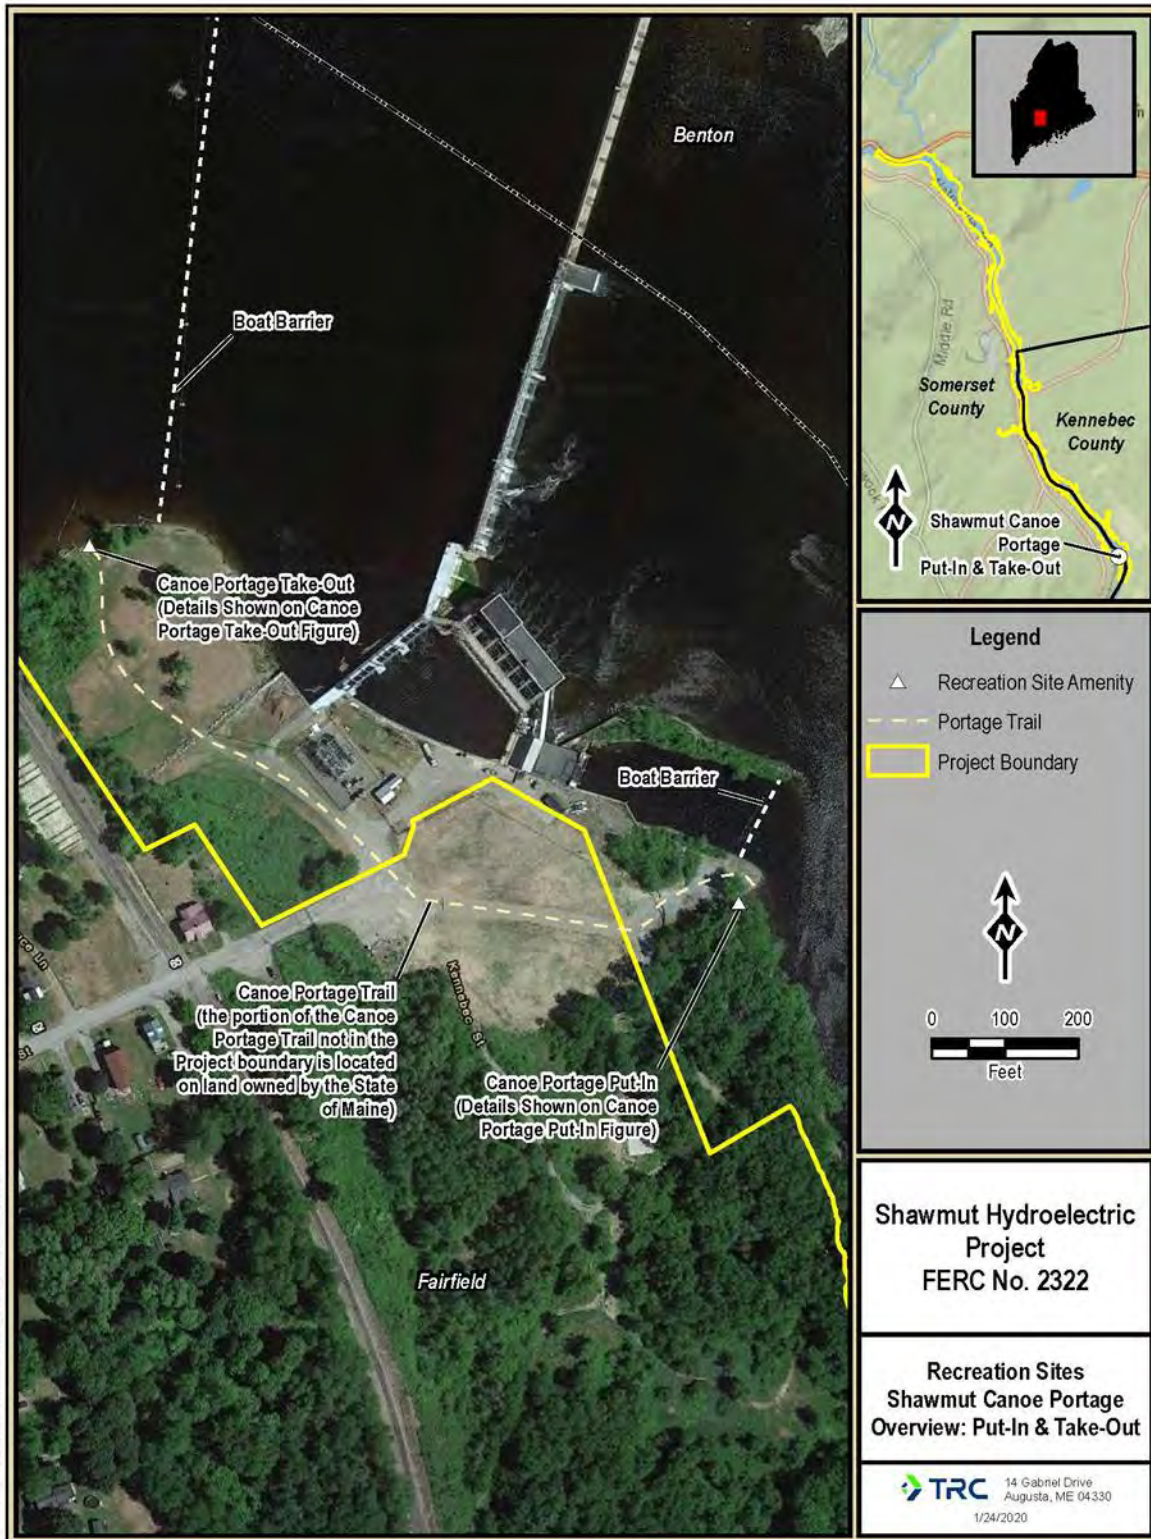 Benton
Boat Barrier
Canoe Portage Take-Out
(Details Shown on Canoe
Portage Take-Out Figure)
Boat Barrier
Canoe Portage Trail
(the portion of the Canoe
Portage Trail not in the
Project boundary is located
on land owned by the State
of Maine)
Kennebec St
Canoe Portage Put-In
(Details Shown on Canoe
Portage Put-In Figure)
St
Fairfield
Middle Rd
Somerset
County
Kennebec
County
N
Shawmut Canoe
Portage
Put-In & Take-Out
Legend
Recreation Site Amenity
Portage Trail
Project Boundary
N
0 100 200
Feet
Shawmut Hydroelectric
Project
FERC No. 2322
Recreation Sites
Shawmut Canoe Portage
Overview: Put-In & Take-Out
TRC
14 Gabriel Drive
Augusta, ME 04330
1/24/2020